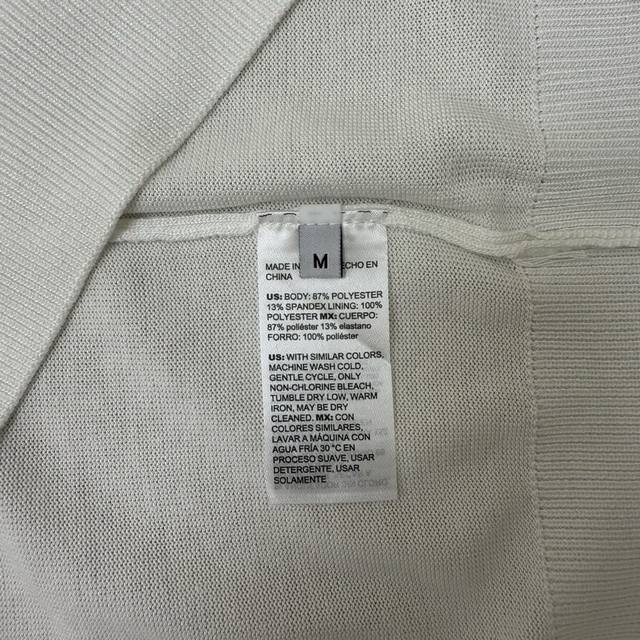 M
MADE IN ECHO EN
CHINA
US: BODY: 87% POLYESTER
13% SPANDEX LINING: 100%
POLYESTER MX: CUERPO:
87% poliéster 13% elastano
FORRO: 100% poliéster
US: WITH SIMILAR COLORS,
MACHINE WASH COLD.
GENTLE CYCLE, ONLY
NON-CHLORINE BLEACH,
TUMBLE DRY LOW, WARM
IRON, MAY BE DRY
CLEANED. MX: CON
COLORES SIMILARES,
LAVAR A MÁQUINA CON
AGUA FRÍA 30 °C EN
PROCESO SUAVE, USAR
DETERGENTE, USAR
SOLAMENTE